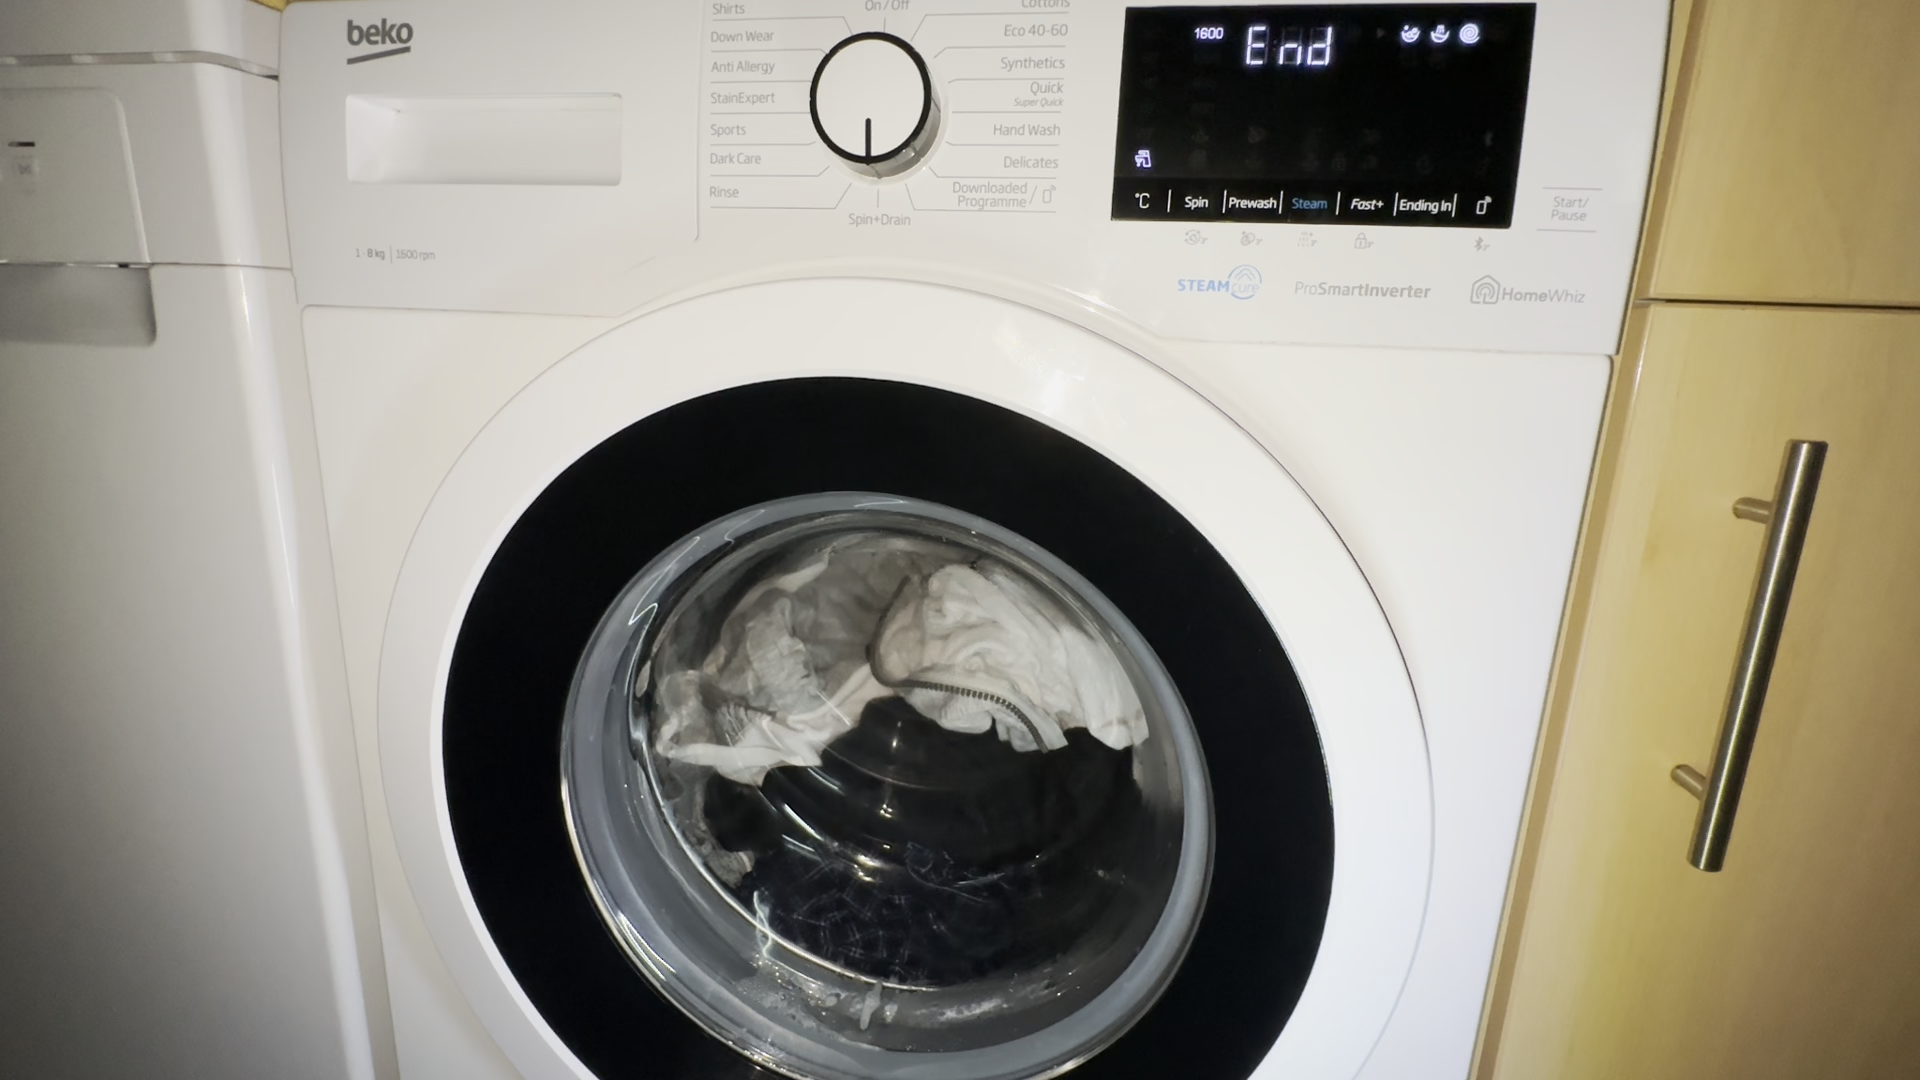 beko
Shirts
Down Wear
Anti Allergy
StainExpert
Sports
Dark Care
Rinse
On / Off
Spin+Drain
Cottons
Eco 40-60
Synthetics
Quick
Super Quick
Hand Wash
Delicates
Downloaded
Programme /
1600
End
°C | Spin | Prewash | Steam | Fast+ | Ending In |
Start/
Pause
1 - 8 kg | 1600 rpm
STEAMcure
ProSmartInverter
HomeWhiz